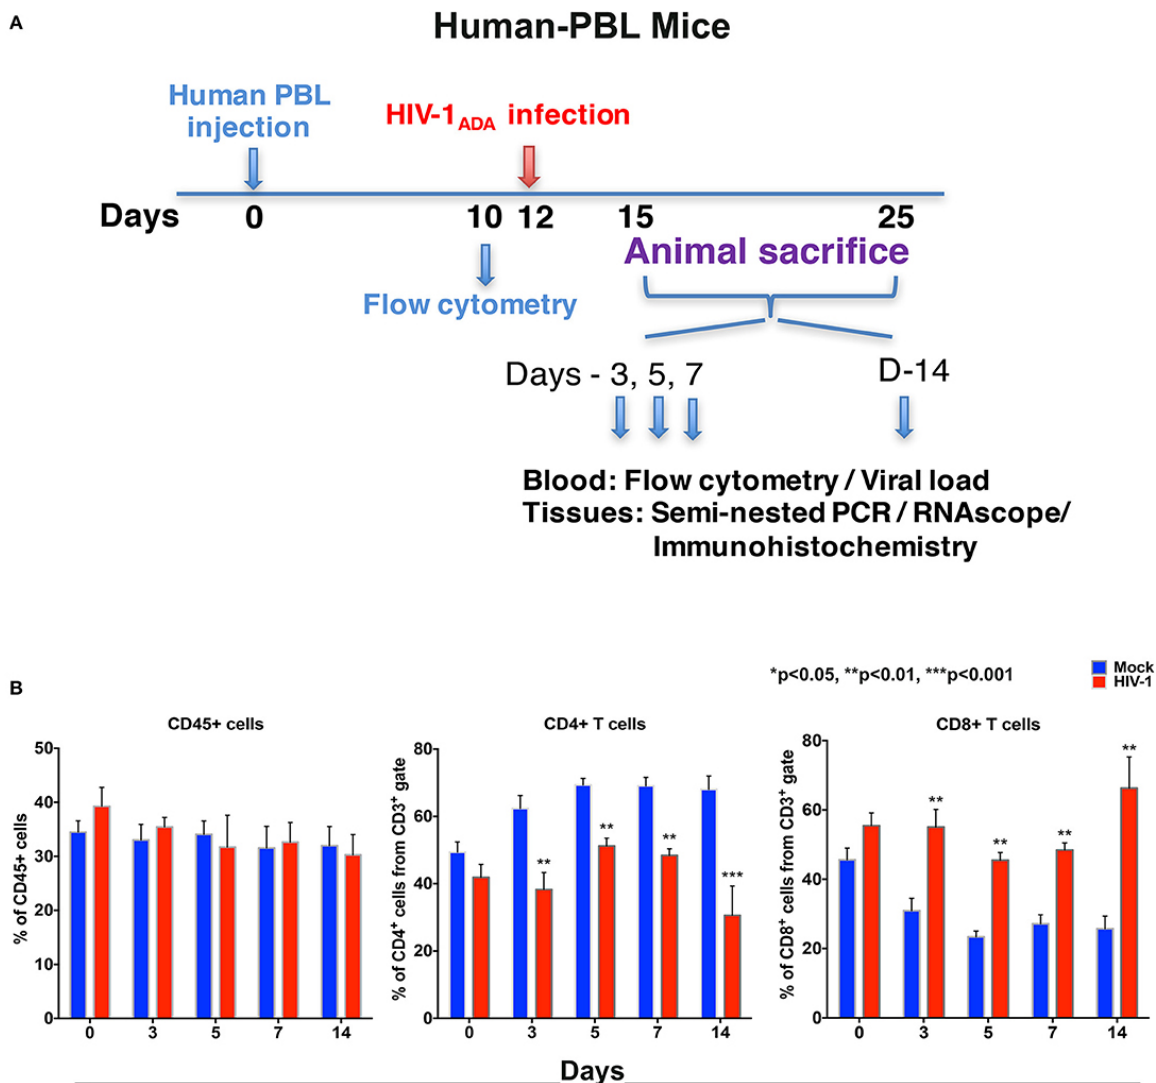 A
Human-PBL Mice
Human PBL
injection
HIV-1ADA infection
Days 0 10 12 15 25
Animal sacrifice
Flow cytometry
Days - 3, 5, 7 D-14
Blood: Flow cytometry / Viral load
Tissues: Semi-nested PCR / RNAscope/
Immunohistochemistry
B
*p<0.05, **p<0.01, ***p<0.001
Mock
HIV-1
CD45+ cells
% of CD45+ cells
50
40
30
20
10
0
0 3 5 7 14
CD4+ T cells
% of CD4+ cells from CD3+ gate
80
60
40
20
0
** ** ** ***
0 3 5 7 14
CD8+ T cells
% of CD8+ cells from CD3+ gate
80
60
40
20
0
** ** ** **
0 3 5 7 14
Days